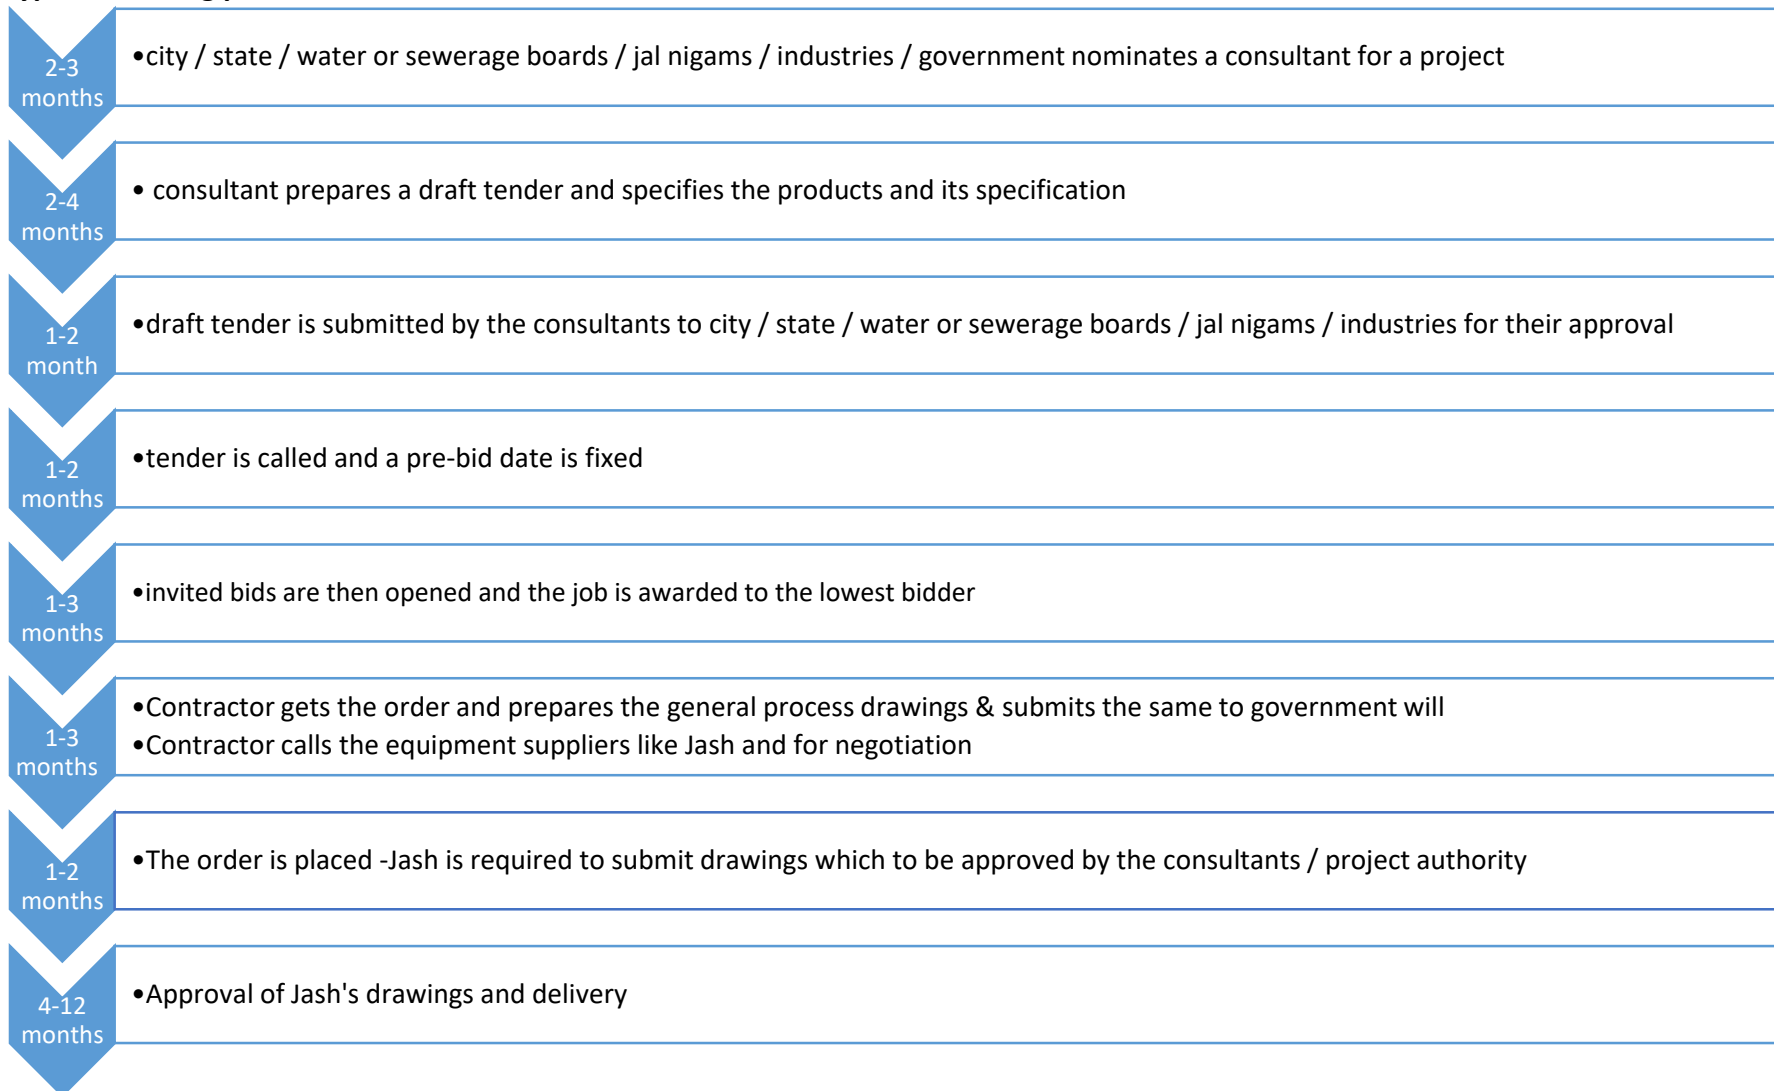 2-3
months
•city / state / water or sewerage boards / jal nigams / industries / government nominates a consultant for a project
2-4
months
• consultant prepares a draft tender and specifies the products and its specification
1-2
month
•draft tender is submitted by the consultants to city / state / water or sewerage boards / jal nigams / industries for their approval
1-2
months
•tender is called and a pre-bid date is fixed
1-3
months
•invited bids are then opened and the job is awarded to the lowest bidder
1-3
months
•Contractor gets the order and prepares the general process drawings & submits the same to government will
•Contractor calls the equipment suppliers like Jash and for negotiation
1-2
months
•The order is placed -Jash is required to submit drawings which to be approved by the consultants / project authority
4-12
months
•Approval of Jash's drawings and delivery